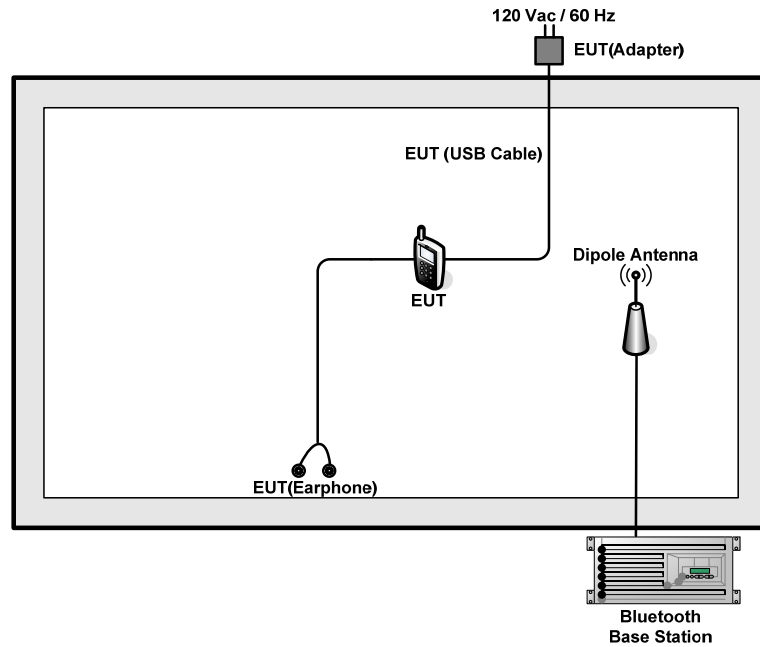 120 Vac / 60 Hz
EUT(Adapter)
EUT (USB Cable)
Dipole Antenna
EUT
EUT(Earphone)
Bluetooth
Base Station